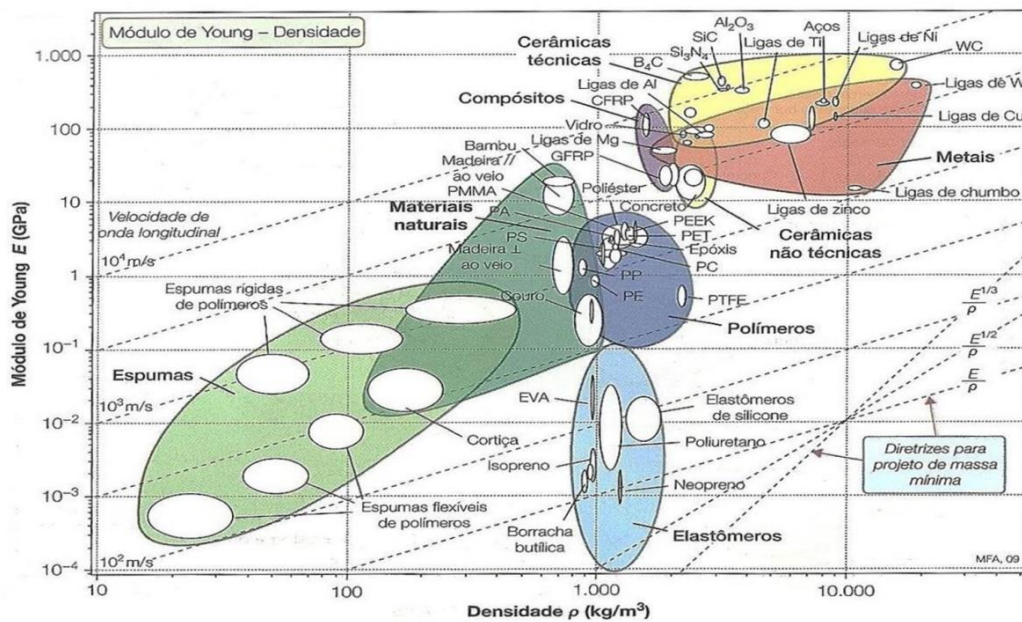 Módulo de Young – Densidade
Al₂O₃
SiC
Si₃N₄
Cerâmicas
técnicas
B₄C
Ligas de Ti
Aços
Ligas de Ni
WC
Ligas de Al
Ligas de W
Compósitos
CFRP
Vidro
Ligas de Mg
GFRP
Ligas de Cu
Metais
Ligas de chumbo
Ligas de zinco
Cerâmicas
não técnicas
Bambu
Madeira //
ao veio
PMMA
Materiais
naturais
PA
PS
Madeira ⊥
ao veio
Couro
Poliéster
Concreto
PEEK
PET
Epóxis
PC
PP
PE
PTFE
Polímeros
Velocidade de
onda longitudinal
10⁴ m/s
10³ m/s
10² m/s
Espumas rígidas
de polímeros
Espumas
Cortiça
Espumas flexíveis
de polímeros
EVA
Isopreno
Borracha
butílica
Elastômeros
de silicone
Poliuretano
Neopreno
Elastômeros
E^1/3
ρ
E^1/2
ρ
E
ρ
Diretrizes para
projeto de massa
mínima
MFA, 09
Módulo de Young E (GPa)
1.000
100
10
1
10⁻¹
10⁻²
10⁻³
10⁻⁴
10
100
1.000
10.000
Densidade ρ (kg/m³)